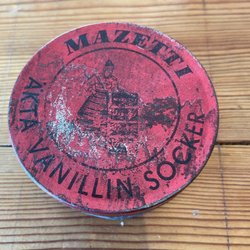 MAZETTI
ÄKTA VANILLIN SOCKER